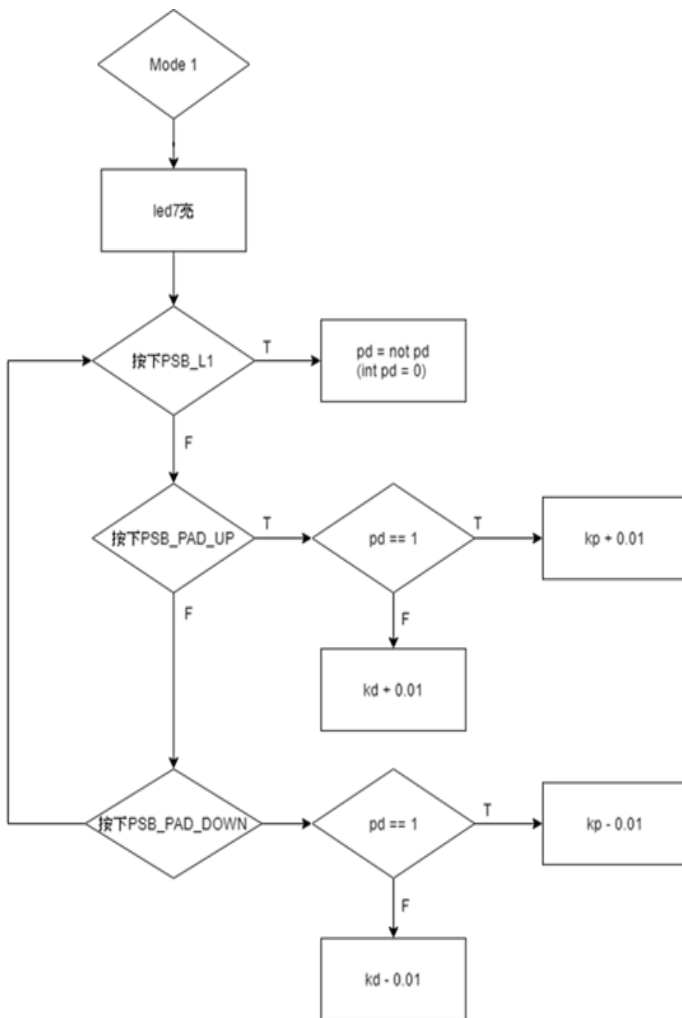 Mode 1
led7亮
按下PSB_L1
T
pd = not pd
(int pd = 0)
F
按下PSB_PAD_UP
T
pd == 1
T
kp + 0.01
F
F
kd + 0.01
按下PSB_PAD_DOWN
pd == 1
T
kp - 0.01
F
kd - 0.01